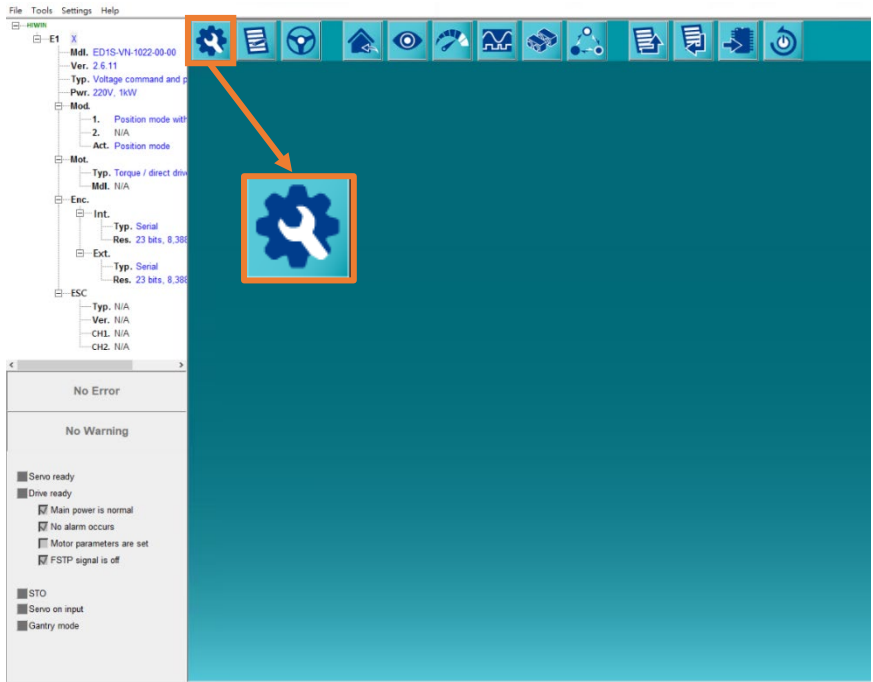 File Tools Settings Help
HIWIN
E1 X
Mdl. ED1S-VN-1022-00-00
Ver. 2.6.11
Typ. Voltage command and p
Pwr. 220V, 1kW
Mod.
1. Position mode with
2. N/A
Act. Position mode
Mot.
Typ. Torque / direct drive
Mdl. N/A
Enc.
Int.
Typ. Serial
Res. 23 bits, 8,388
Ext.
Typ. Serial
Res. 23 bits, 8,388
ESC
Typ. N/A
Ver. N/A
CH1. N/A
CH2. N/A
No Error
No Warning
Servo ready
Drive ready
Main power is normal
No alarm occurs
Motor parameters are set
FSTP signal is off
STO
Servo on input
Gantry mode